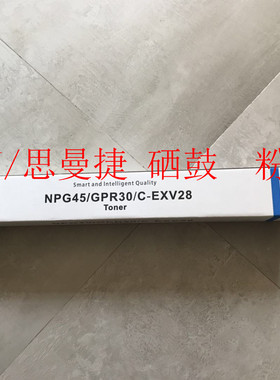 /思曼捷 硒鼓 粉
Smart and Intelligent Quality
NPG45/GPR30/C-EXV28
Toner